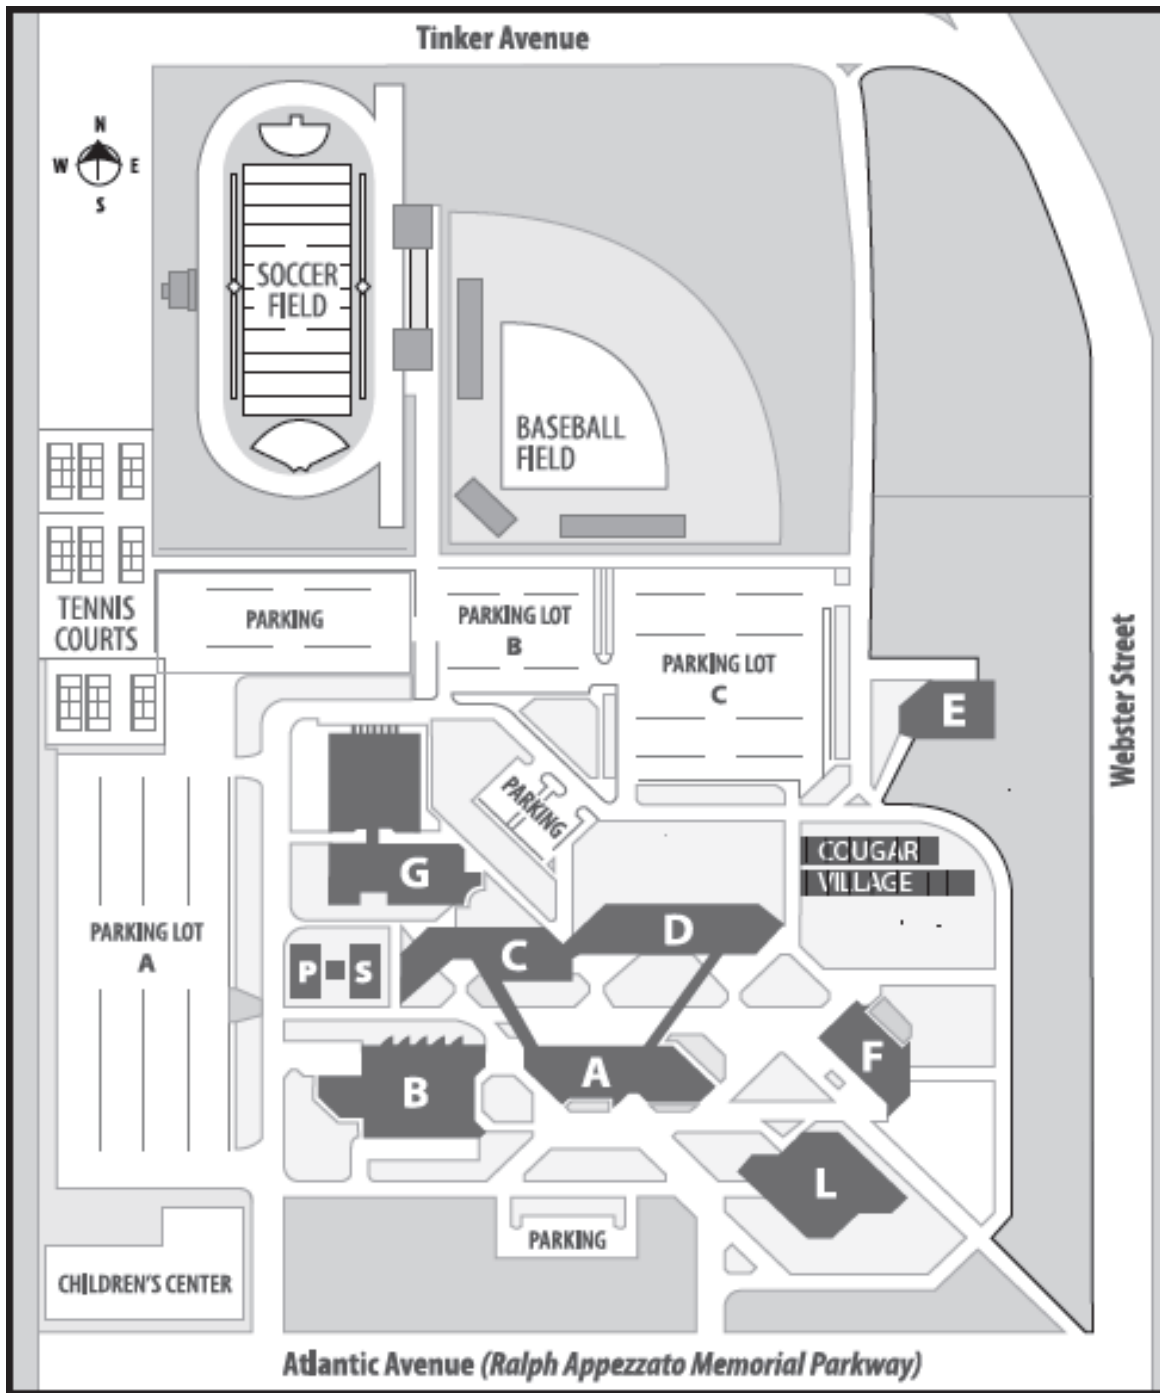 Tinker Avenue
N
W E
S
SOCCER
FIELD
BASEBALL
FIELD
TENNIS
COURTS
PARKING
PARKING LOT
B
PARKING LOT
C
E
Webster Street
PARKING
COUGAR
VILLAGE
G
PARKING LOT
A
D
C
P S
F
A
B
L
PARKING
CHILDREN'S CENTER
Atlantic Avenue (Ralph Appezzato Memorial Parkway)